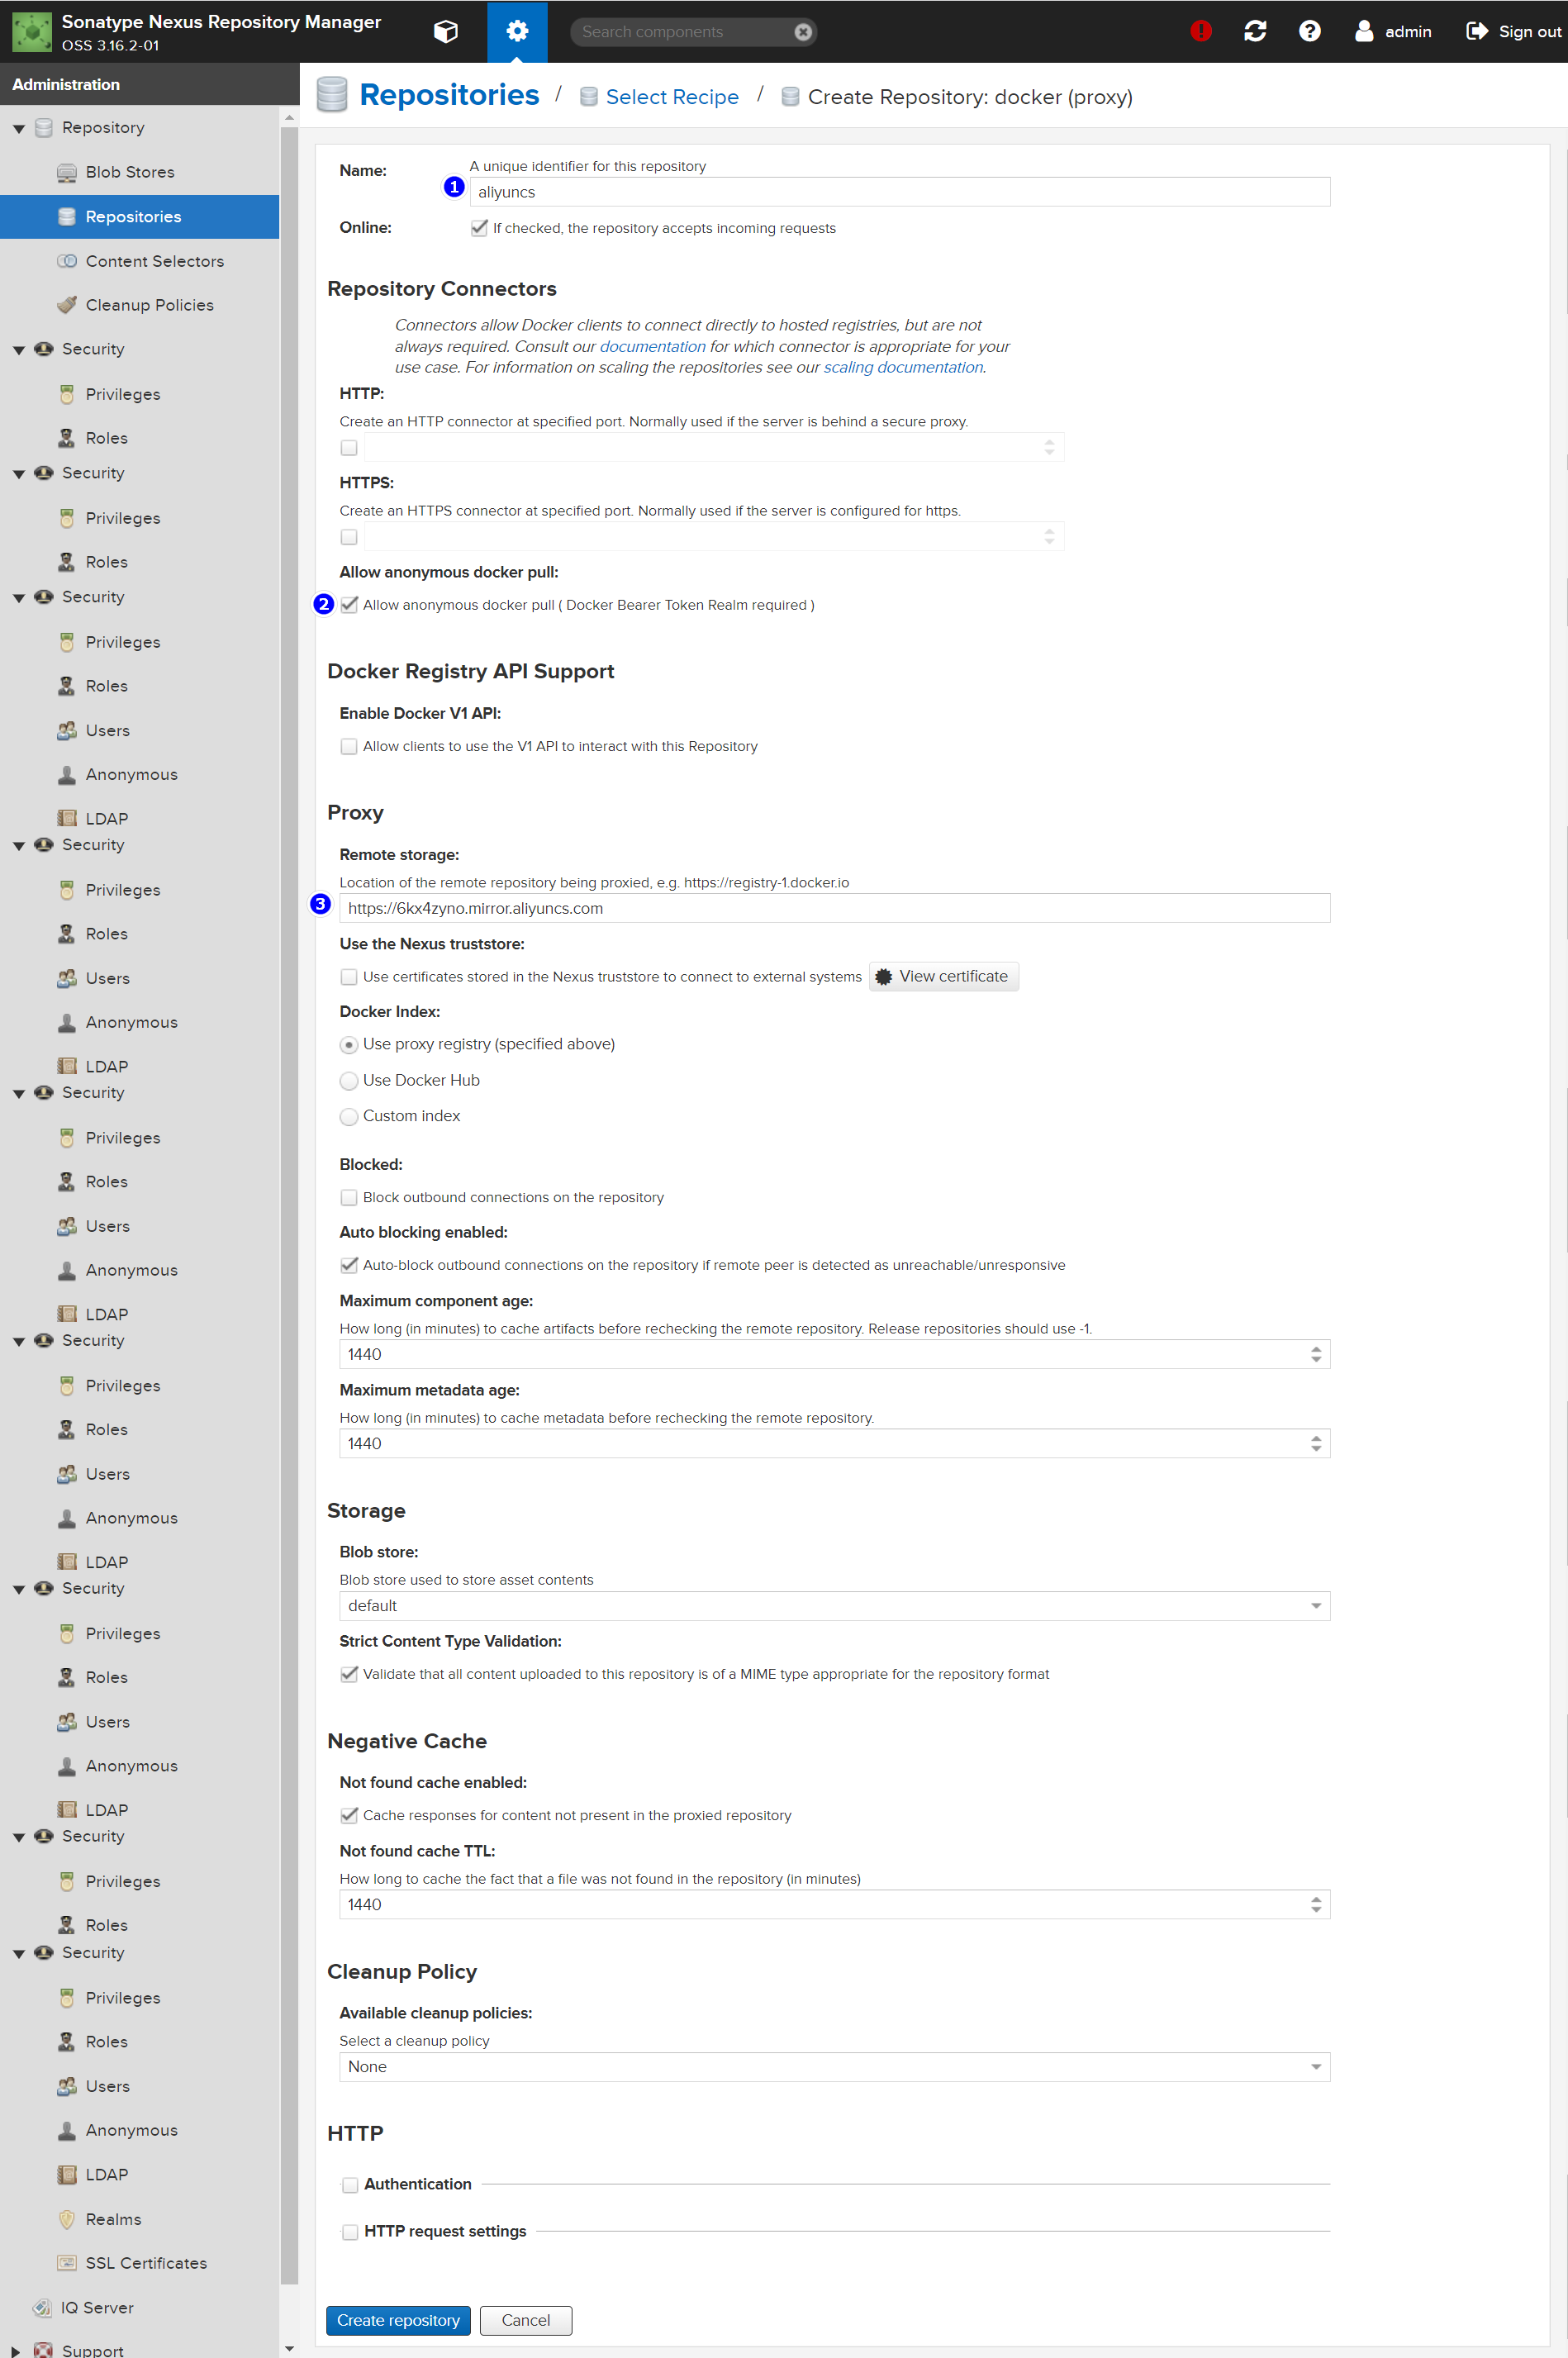 Sonatype Nexus Repository Manager
OSS 3.16.2-01
Search components
admin
Sign out
Administration
Repository
Blob Stores
Repositories
Content Selectors
Cleanup Policies
Security
Privileges
Roles
Security
Privileges
Roles
Security
Privileges
Roles
Users
Anonymous
LDAP
Security
Privileges
Roles
Users
Anonymous
LDAP
Security
Privileges
Roles
Users
Anonymous
LDAP
Security
Privileges
Roles
Users
Anonymous
LDAP
Security
Privileges
Roles
Users
Anonymous
LDAP
Security
Privileges
Roles
Security
Privileges
Roles
Users
Anonymous
LDAP
Realms
SSL Certificates
IQ Server
Support
Repositories / Select Recipe / Create Repository: docker (proxy)
Name:
A unique identifier for this repository
1
aliyuncs
Online:
If checked, the repository accepts incoming requests
Repository Connectors
Connectors allow Docker clients to connect directly to hosted registries, but are not
always required. Consult our documentation for which connector is appropriate for your
use case. For information on scaling the repositories see our scaling documentation.
HTTP:
Create an HTTP connector at specified port. Normally used if the server is behind a secure proxy.
HTTPS:
Create an HTTPS connector at specified port. Normally used if the server is configured for https.
Allow anonymous docker pull:
2
Allow anonymous docker pull ( Docker Bearer Token Realm required )
Docker Registry API Support
Enable Docker V1 API:
Allow clients to use the V1 API to interact with this Repository
Proxy
Remote storage:
Location of the remote repository being proxied, e.g. https://registry-1.docker.io
3
https://6kx4zyno.mirror.aliyuncs.com
Use the Nexus truststore:
Use certificates stored in the Nexus truststore to connect to external systems
View certificate
Docker Index:
Use proxy registry (specified above)
Use Docker Hub
Custom index
Blocked:
Block outbound connections on the repository
Auto blocking enabled:
Auto-block outbound connections on the repository if remote peer is detected as unreachable/unresponsive
Maximum component age:
How long (in minutes) to cache artifacts before rechecking the remote repository. Release repositories should use -1.
1440
Maximum metadata age:
How long (in minutes) to cache metadata before rechecking the remote repository.
1440
Storage
Blob store:
Blob store used to store asset contents
default
Strict Content Type Validation:
Validate that all content uploaded to this repository is of a MIME type appropriate for the repository format
Negative Cache
Not found cache enabled:
Cache responses for content not present in the proxied repository
Not found cache TTL:
How long to cache the fact that a file was not found in the repository (in minutes)
1440
Cleanup Policy
Available cleanup policies:
Select a cleanup policy
None
HTTP
Authentication
HTTP request settings
Create repository
Cancel